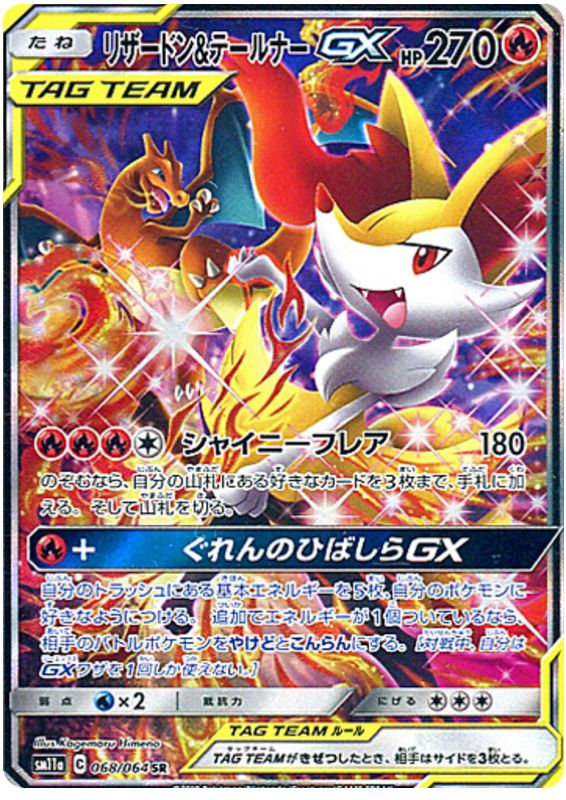 たね リザードン&テールナーGX HP270
TAG TEAM
シャイニーフレア 180
のぞむなら、自分の山札にある好きなカードを3枚まで、手札に加
える。そして山札を切る。
+ ぐれんのひばしらGX
自分のトラッシュにある基本エネルギーを5枚、自分のポケモンに
好きなようにつける。追加でエネルギーが1個ついているなら、
相手のバトルポケモンをやけどとこんらんにする。[対戦中、自分は
GXワザを1回しか使えない。]
弱点 ×2 抵抗力 にげる
Illus. Kagemaru Himeno
TAG TEAM ルール
TAG TEAMがきぜつしたとき、相手はサイドを3枚とる。
sm11a C 068/064 SR